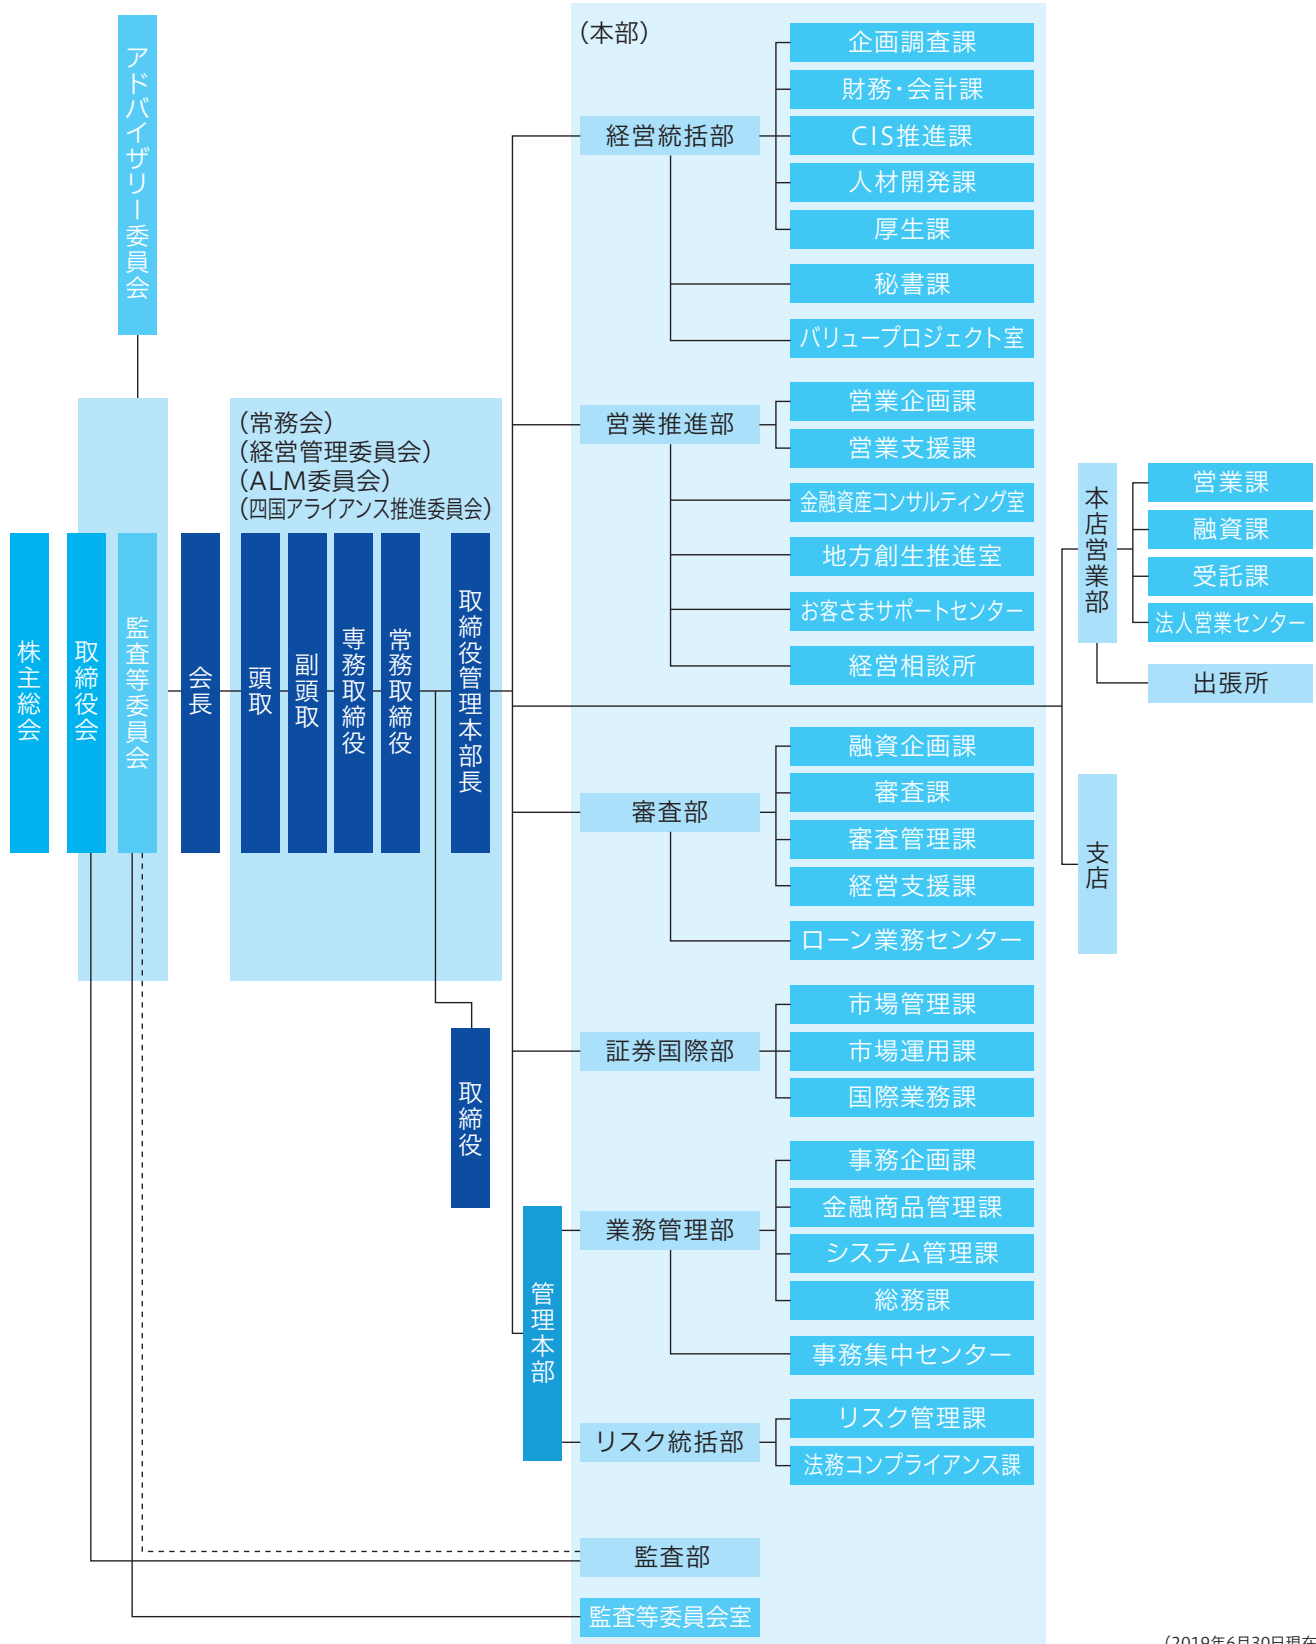 アドバイザリー委員会
株主総会
取締役会
監査等委員会
会長
(常務会)
(経営管理委員会)
(ALM委員会)
(四国アライアンス推進委員会)
頭取
副頭取
専務取締役
常務取締役
取締役管理本部長
取締役
管理本部
(本部)
経営統括部
企画調査課
財務・会計課
CIS推進課
人材開発課
厚生課
秘書課
バリュープロジェクト室
営業推進部
営業企画課
営業支援課
金融資産コンサルティング室
地方創生推進室
お客さまサポートセンター
経営相談所
審査部
融資企画課
審査課
審査管理課
経営支援課
ローン業務センター
証券国際部
市場管理課
市場運用課
国際業務課
業務管理部
事務企画課
金融商品管理課
システム管理課
総務課
事務集中センター
リスク統括部
リスク管理課
法務コンプライアンス課
監査部
監査等委員会室
本店営業部
営業課
融資課
受託課
法人営業センター
出張所
支店
(2019年6月30日現在